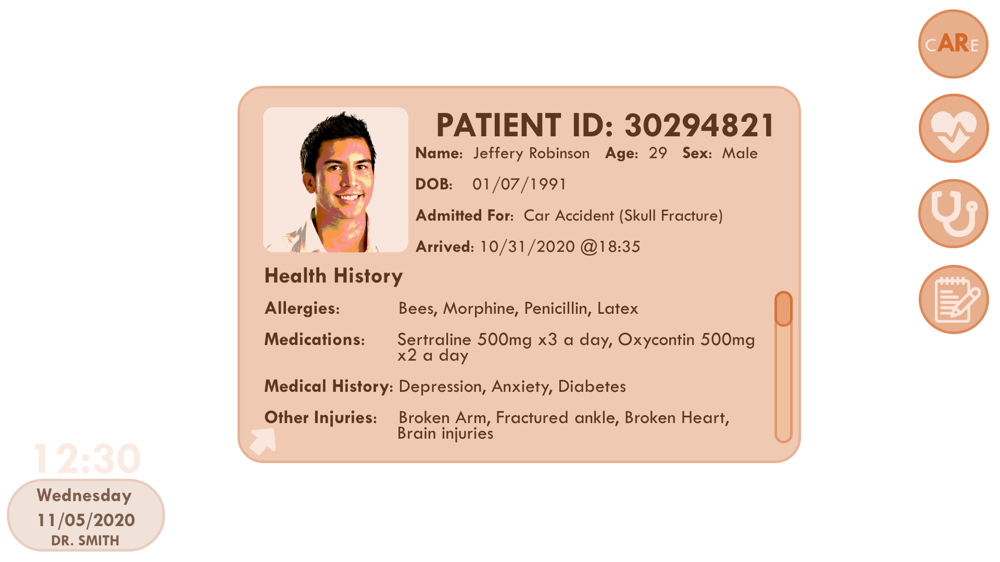 CARE
PATIENT ID: 30294821
Name: Jeffery Robinson Age: 29 Sex: Male
DOB: 01/07/1991
Admitted For: Car Accident (Skull Fracture)
Arrived: 10/31/2020 @18:35
Health History
Allergies: Bees, Morphine, Penicillin, Latex
Medications: Sertraline 500mg x3 a day, Oxycontin 500mg
x2 a day
Medical History: Depression, Anxiety, Diabetes
Other Injuries: Broken Arm, Fractured ankle, Broken Heart,
Brain injuries
12:30
Wednesday
11/05/2020
DR. SMITH